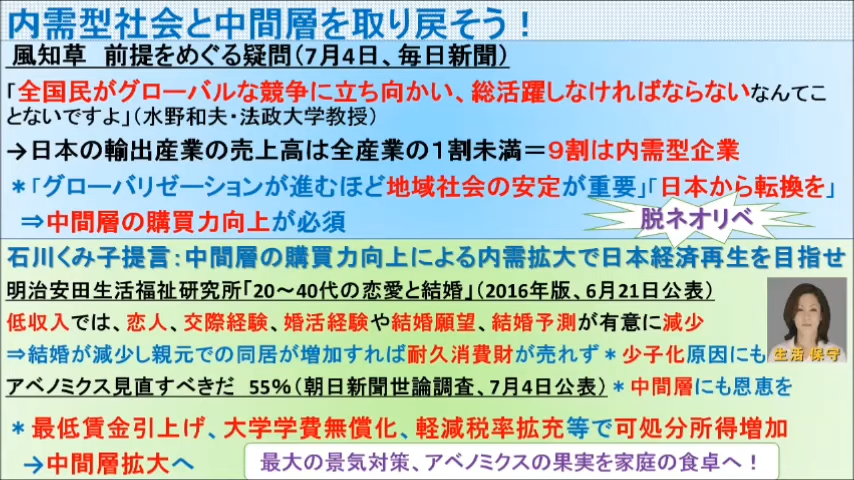 内需型社会と中間層を取り戻そう！
風知草　前提をめぐる疑問（7月4日、毎日新聞）
「全国民がグローバルな競争に立ち向かい、総活躍しなければならないなんてこ
とないですよ」（水野和夫・法政大学教授）
→日本の輸出産業の売上高は全産業の１割未満＝９割は内需型企業
＊「グローバリゼーションが進むほど地域社会の安定が重要」「日本から転換を」
⇒中間層の購買力向上が必須
脱ネオリベ
石川くみ子提言：中間層の購買力向上による内需拡大で日本経済再生を目指せ
明治安田生活福祉研究所「20～40代の恋愛と結婚」（2016年版、6月21日公表）
低収入では、恋人、交際経験、婚活経験や結婚願望、結婚予測が有意に減少
⇒結婚が減少し親元での同居が増加すれば耐久消費財が売れず＊少子化原因にも
生活 保守
アベノミクス見直すべきだ　55％（朝日新聞世論調査、7月4日公表）＊中間層にも恩恵を
＊最低賃金引上げ、大学学費無償化、軽減税率拡充等で可処分所得増加
→中間層拡大へ
最大の景気対策、アベノミクスの果実を家庭の食卓へ！